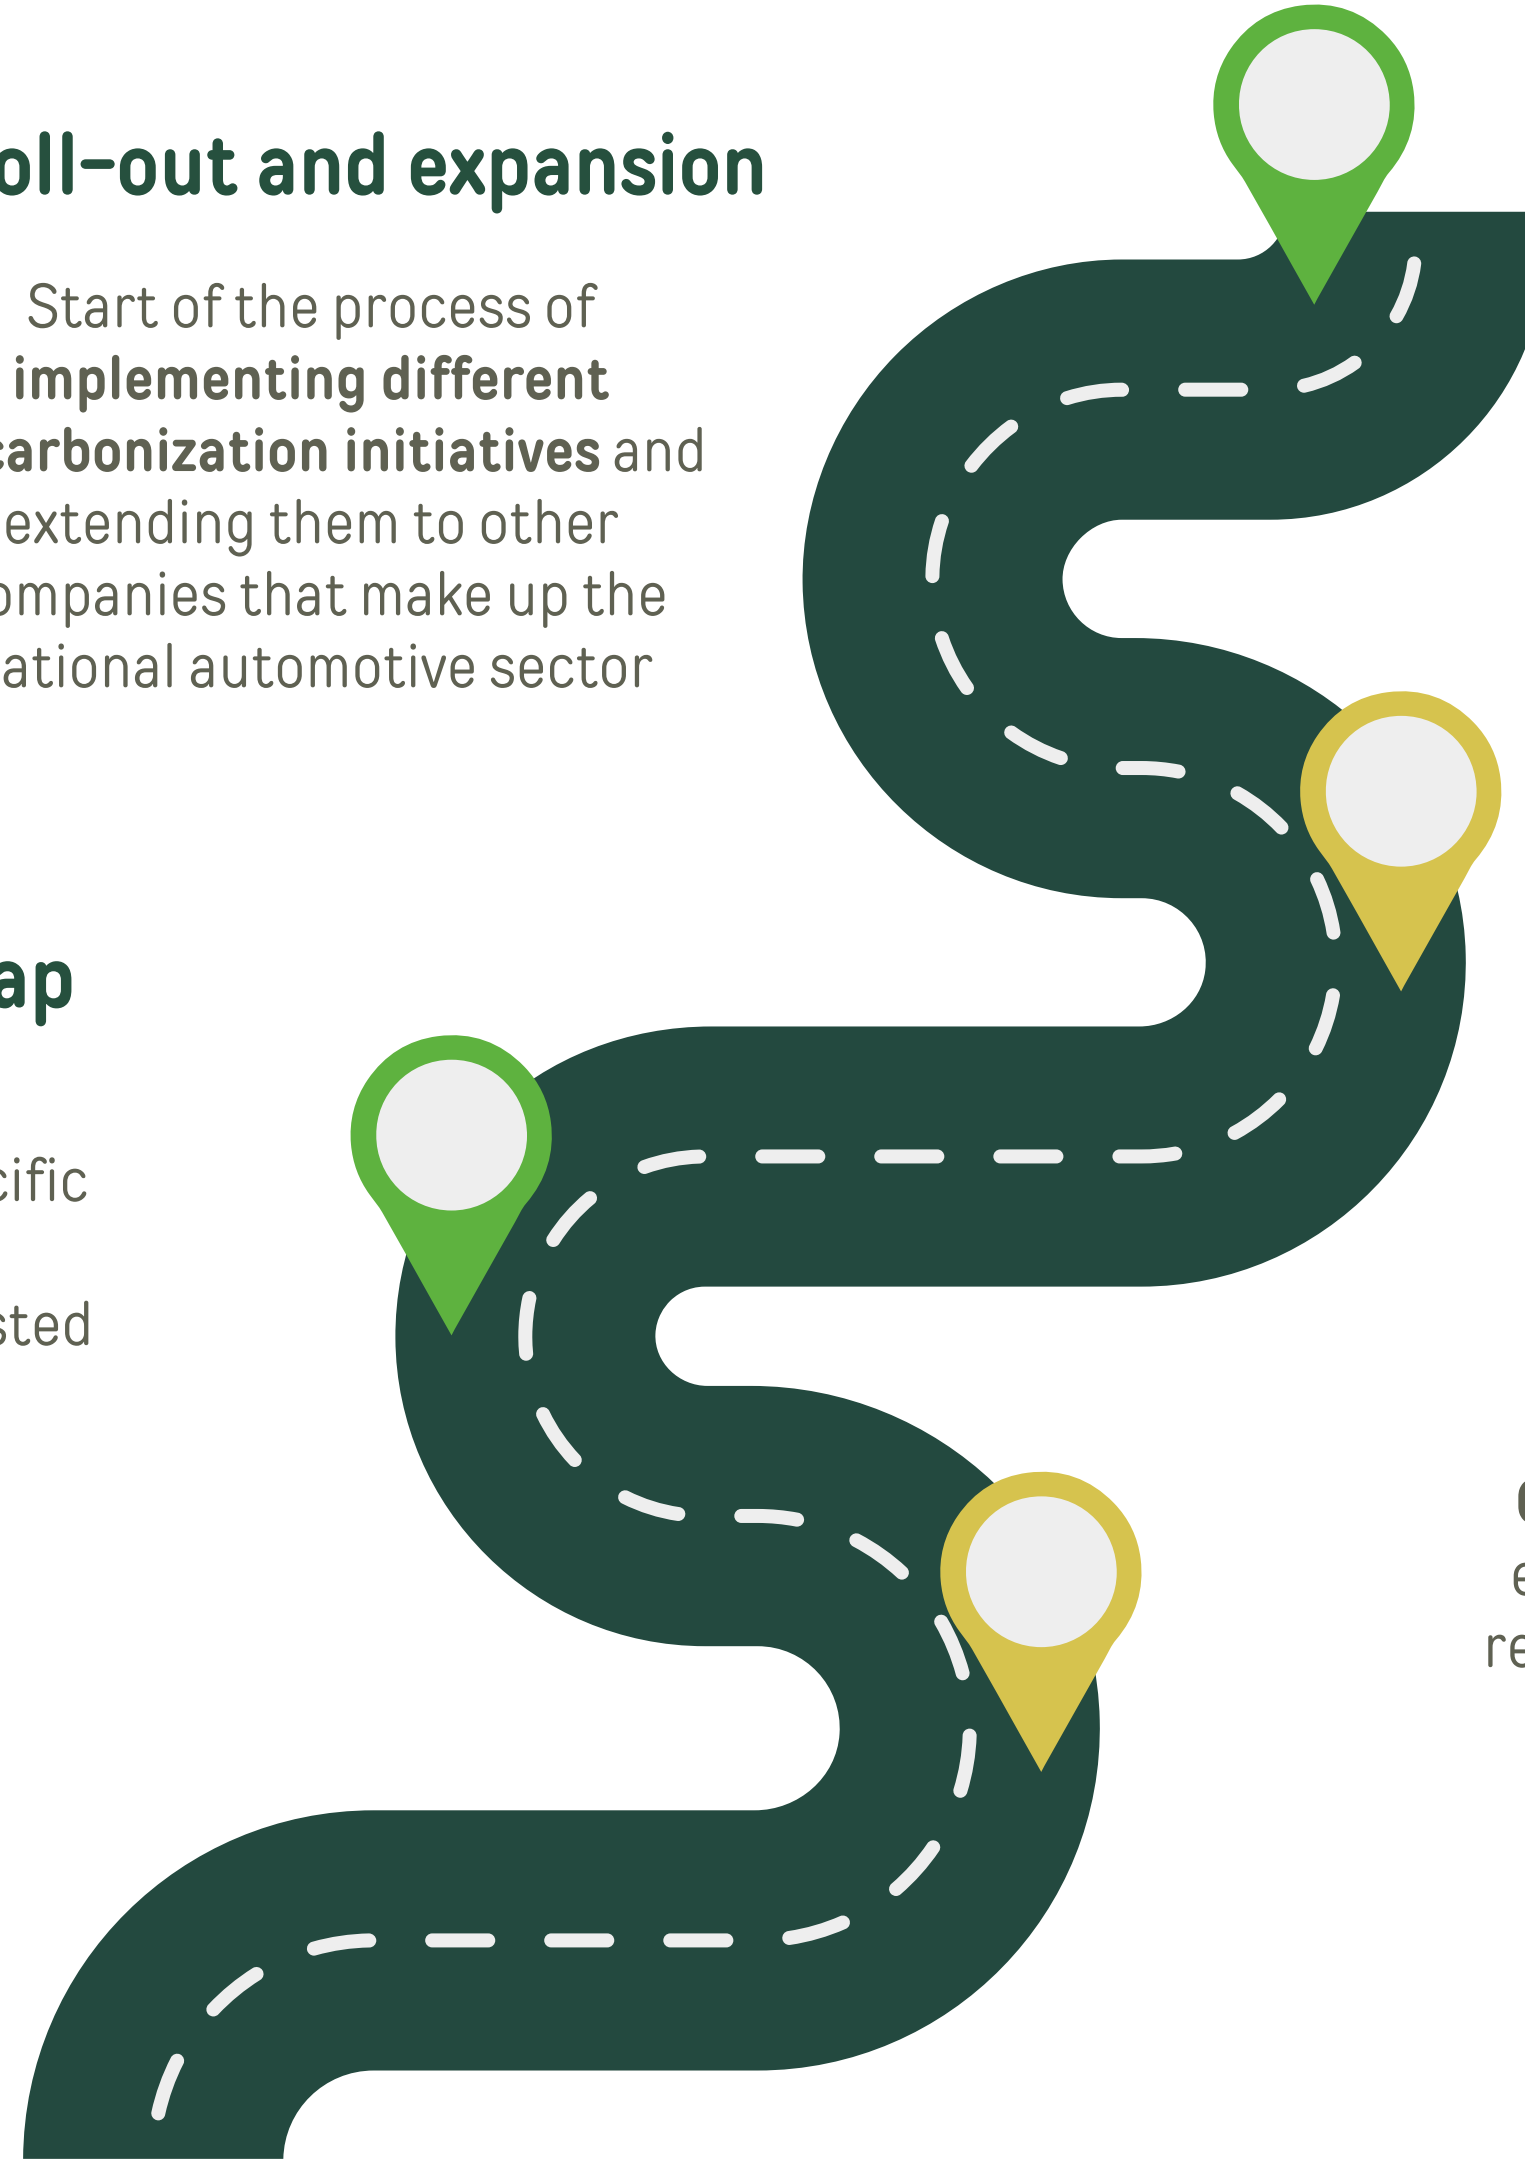 oll-out and expansion
Start of the process of
implementing different
carbonization initiatives and
extending them to other
ompanies that make up the
ational automotive sector
ap
cific
sted
re